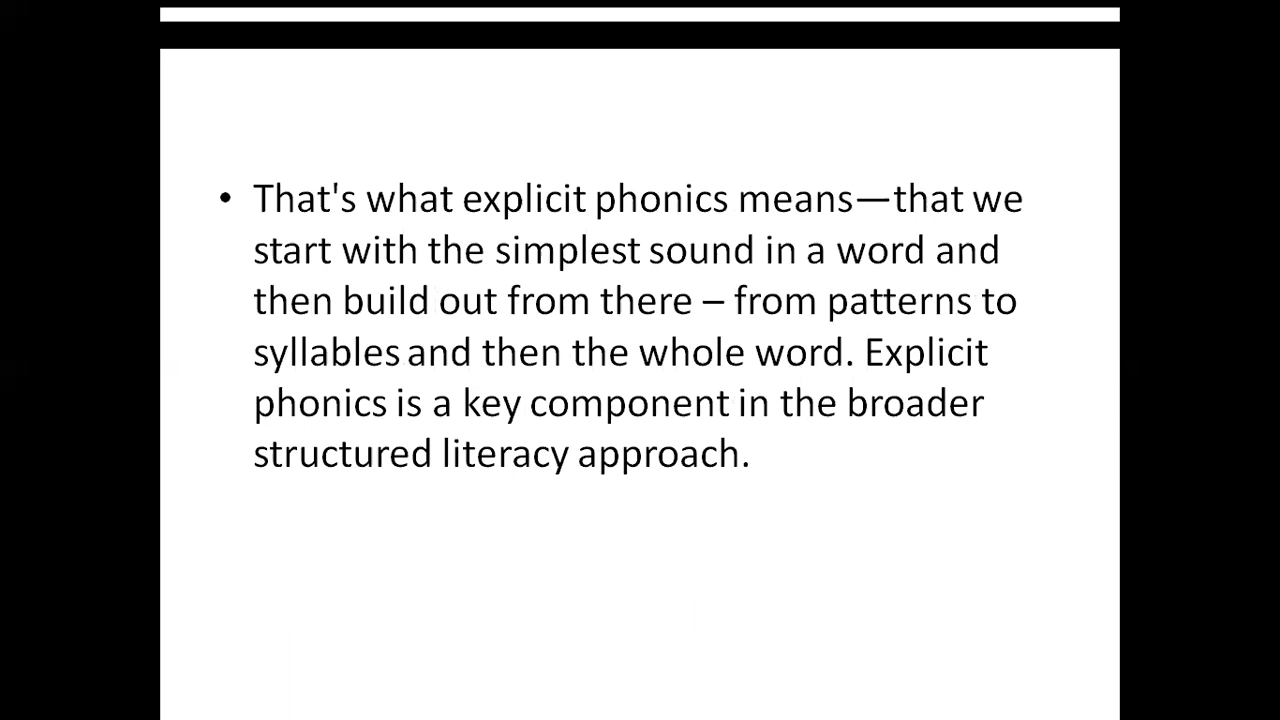 • That's what explicit phonics means—that we
start with the simplest sound in a word and
then build out from there – from patterns to
syllables and then the whole word. Explicit
phonics is a key component in the broader
structured literacy approach.